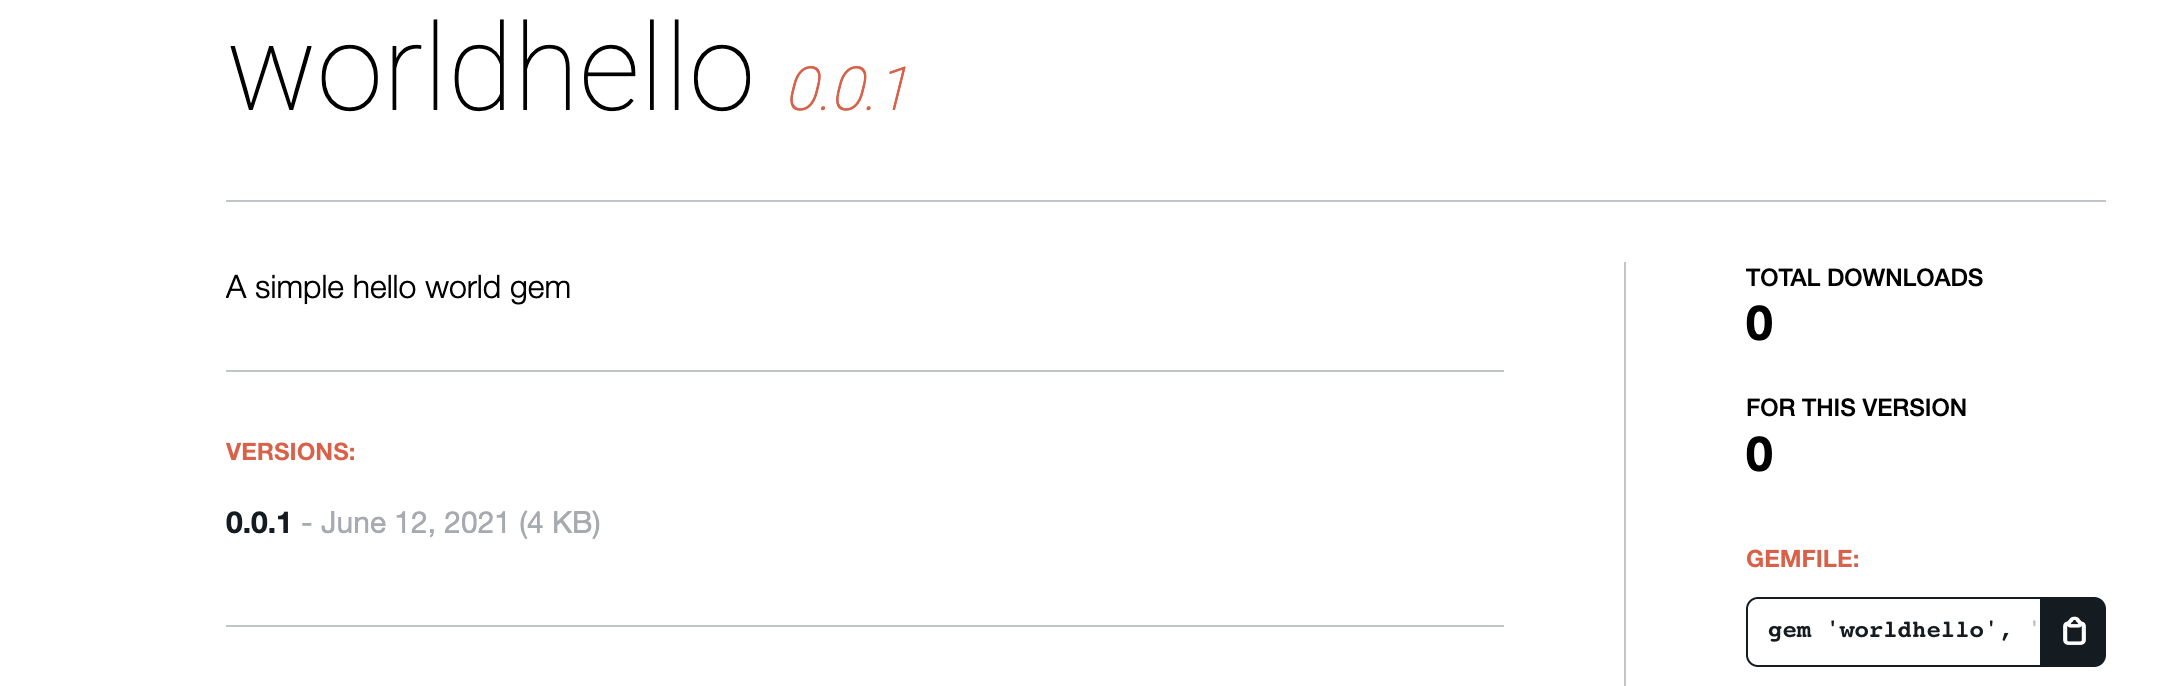 worldhello 0.0.1
A simple hello world gem
VERSIONS:
0.0.1 - June 12, 2021 (4 KB)
TOTAL DOWNLOADS
0
FOR THIS VERSION
0
GEMFILE:
gem 'worldhello', '